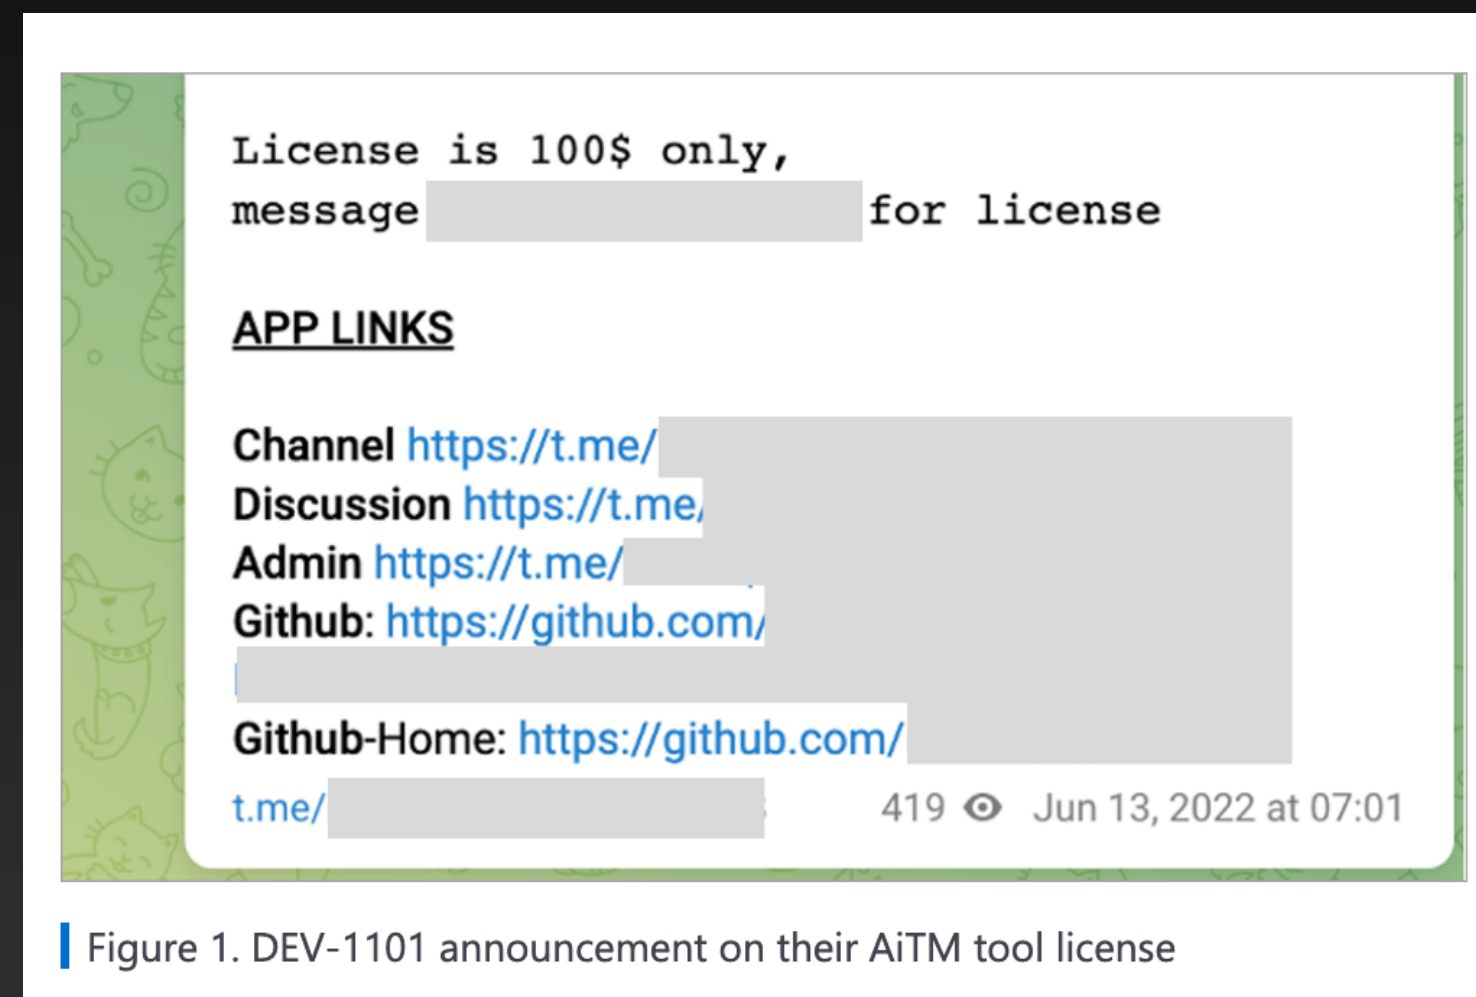 License is 100$ only,
message for license
APP LINKS
Channel https://t.me/
Discussion https://t.me/
Admin https://t.me/
Github: https://github.com/
Github-Home: https://github.com/
t.me/
419 Jun 13, 2022 at 07:01
Figure 1. DEV-1101 announcement on their AiTM tool license